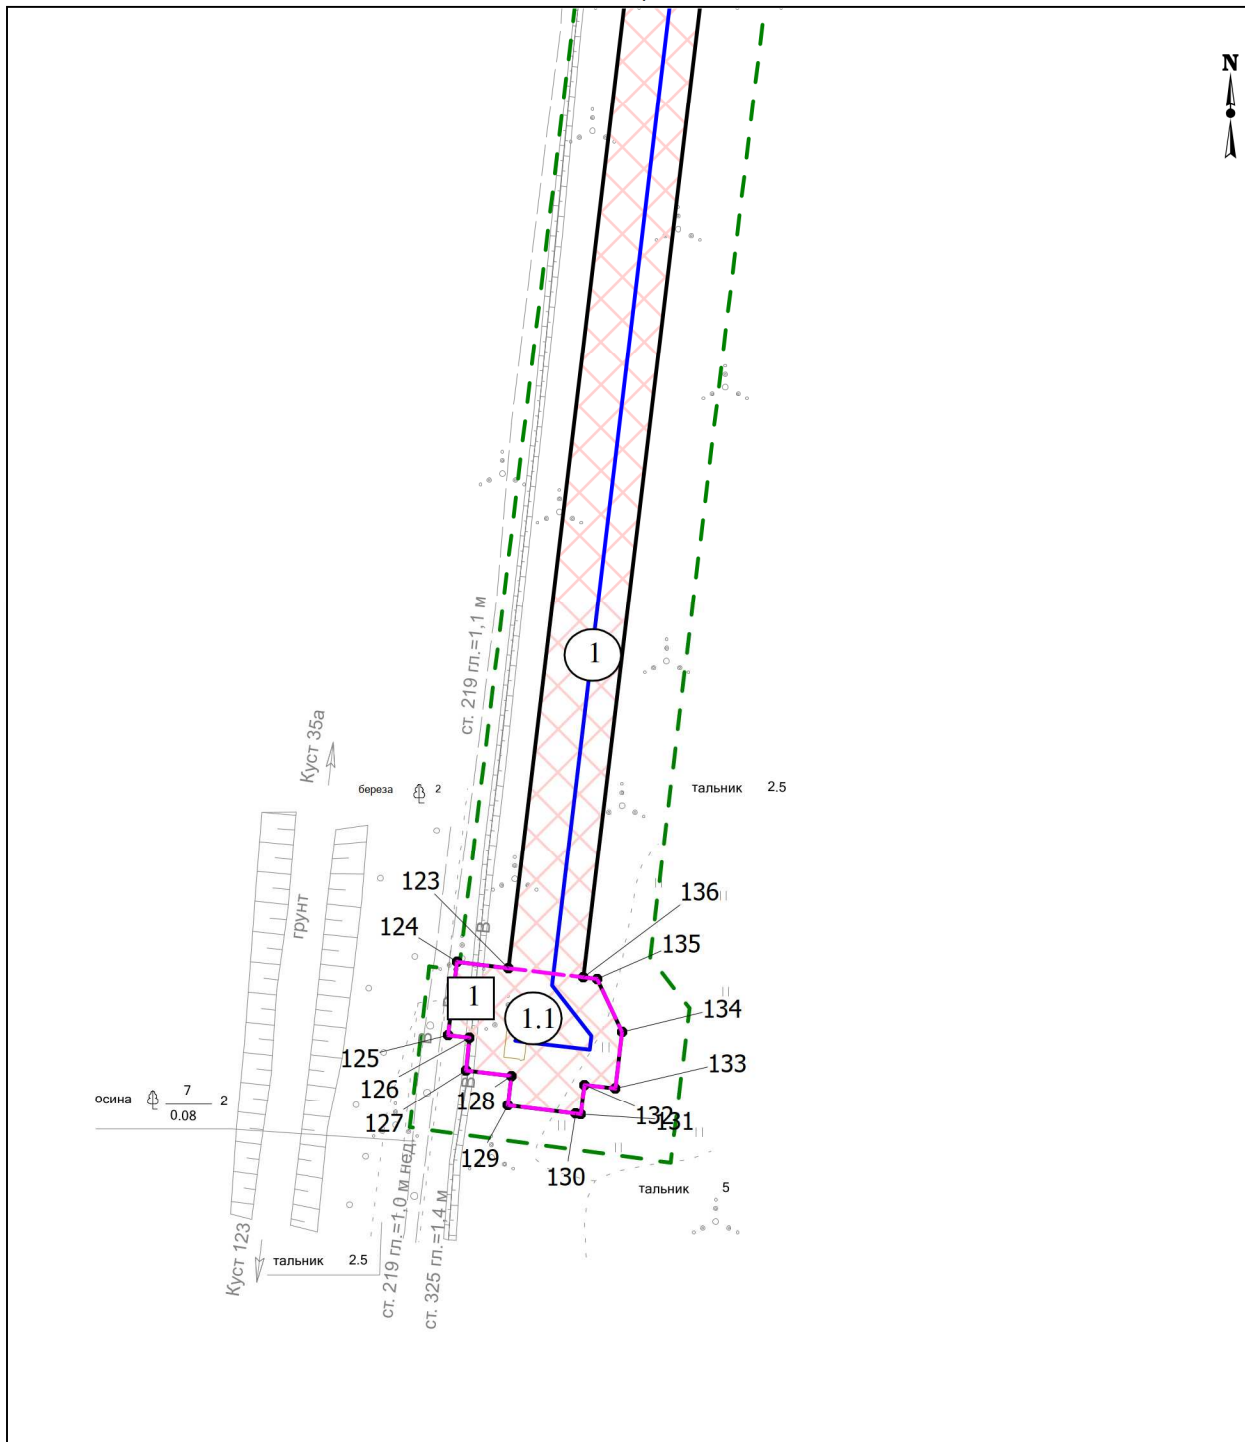 N
ст. 219 гл.=1,1 м
1
Куст 35а
береза 2
тальник 2.5
123
136
124
грунт
135
В
1
1.1
134
В
125
126
133
В
осина 7 2
0.08
127
128
132
131
129
130
тальник 5
ст. 219 гл.=1,0 м нед.
ст. 325 гл.=1,4 м
Куст 123
тальник 2.5